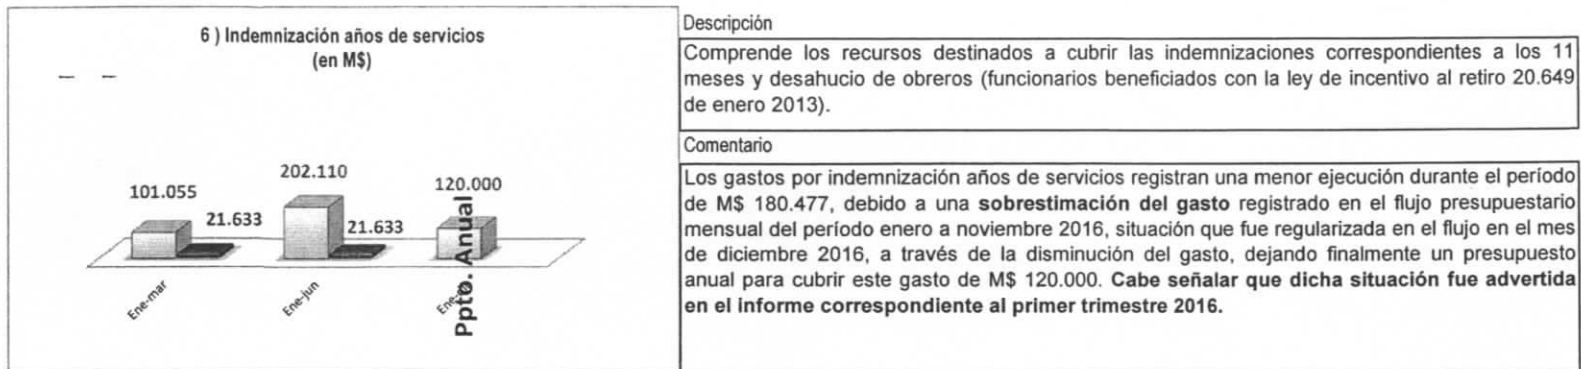 6 ) Indemnización años de servicios
(en M$)
101.055
21.633
202.110
21.633
120.000
Ene-mar
Ene-jun
Ppto. Anual
Descripción
Comprende los recursos destinados a cubrir las indemnizaciones correspondientes a los 11
meses y desahucio de obreros (funcionarios beneficiados con la ley de incentivo al retiro 20.649
de enero 2013).
Comentario
Los gastos por indemnización años de servicios registran una menor ejecución durante el período
de M$ 180.477, debido a una sobrestimación del gasto registrado en el flujo presupuestario
mensual del período enero a noviembre 2016, situación que fue regularizada en el flujo en el mes
de diciembre 2016, a través de la disminución del gasto, dejando finalmente un presupuesto
anual para cubrir este gasto de M$ 120.000. Cabe señalar que dicha situación fue advertida
en el informe correspondiente al primer trimestre 2016.